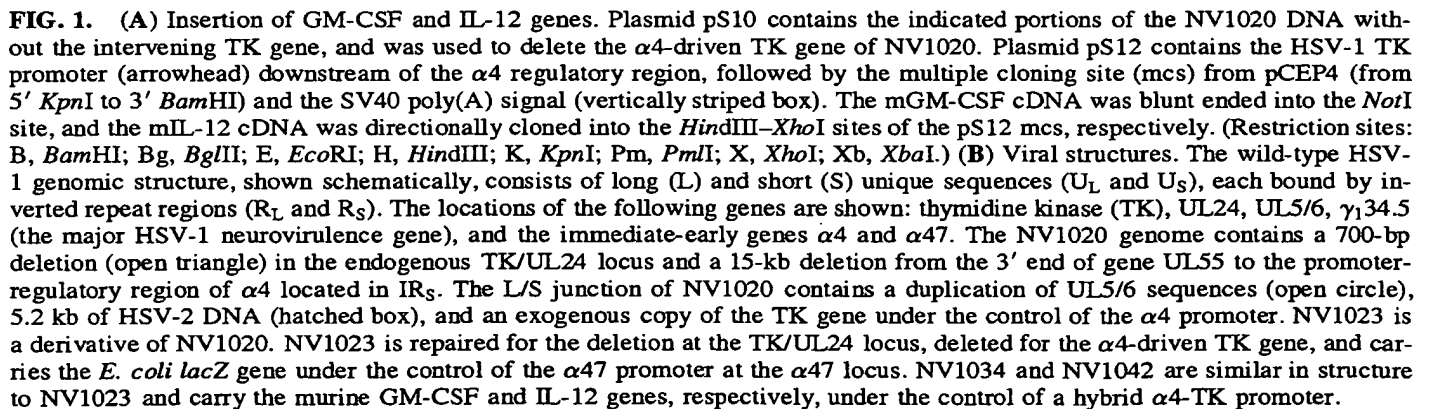 FIG. 1. (A) Insertion of GM-CSF and IL-12 genes. Plasmid pS10 contains the indicated portions of the NV1020 DNA with-
out the intervening TK gene, and was used to delete the α4-driven TK gene of NV1020. Plasmid pS12 contains the HSV-1 TK
promoter (arrowhead) downstream of the α4 regulatory region, followed by the multiple cloning site (mcs) from pCEP4 (from
5′ KpnI to 3′ BamHI) and the SV40 poly(A) signal (vertically striped box). The mGM-CSF cDNA was blunt ended into the NotI
site, and the mIL-12 cDNA was directionally cloned into the HindIII–XhoI sites of the pS12 mcs, respectively. (Restriction sites:
B, BamHI; Bg, BglII; E, EcoRI; H, HindIII; K, KpnI; Pm, PmlI; X, XhoI; Xb, XbaI.) (B) Viral structures. The wild-type HSV-
1 genomic structure, shown schematically, consists of long (L) and short (S) unique sequences (U_L and U_S), each bound by in-
verted repeat regions (R_L and R_S). The locations of the following genes are shown: thymidine kinase (TK), UL24, UL5/6, γ₁34.5
(the major HSV-1 neurovirulence gene), and the immediate-early genes α4 and α47. The NV1020 genome contains a 700-bp
deletion (open triangle) in the endogenous TK/UL24 locus and a 15-kb deletion from the 3′ end of gene UL55 to the promoter-
regulatory region of α4 located in IR_S. The L/S junction of NV1020 contains a duplication of UL5/6 sequences (open circle),
5.2 kb of HSV-2 DNA (hatched box), and an exogenous copy of the TK gene under the control of the α4 promoter. NV1023 is
a derivative of NV1020. NV1023 is repaired for the deletion at the TK/UL24 locus, deleted for the α4-driven TK gene, and car-
ries the E. coli lacZ gene under the control of the α47 promoter at the α47 locus. NV1034 and NV1042 are similar in structure
to NV1023 and carry the murine GM-CSF and IL-12 genes, respectively, under the control of a hybrid α4-TK promoter.